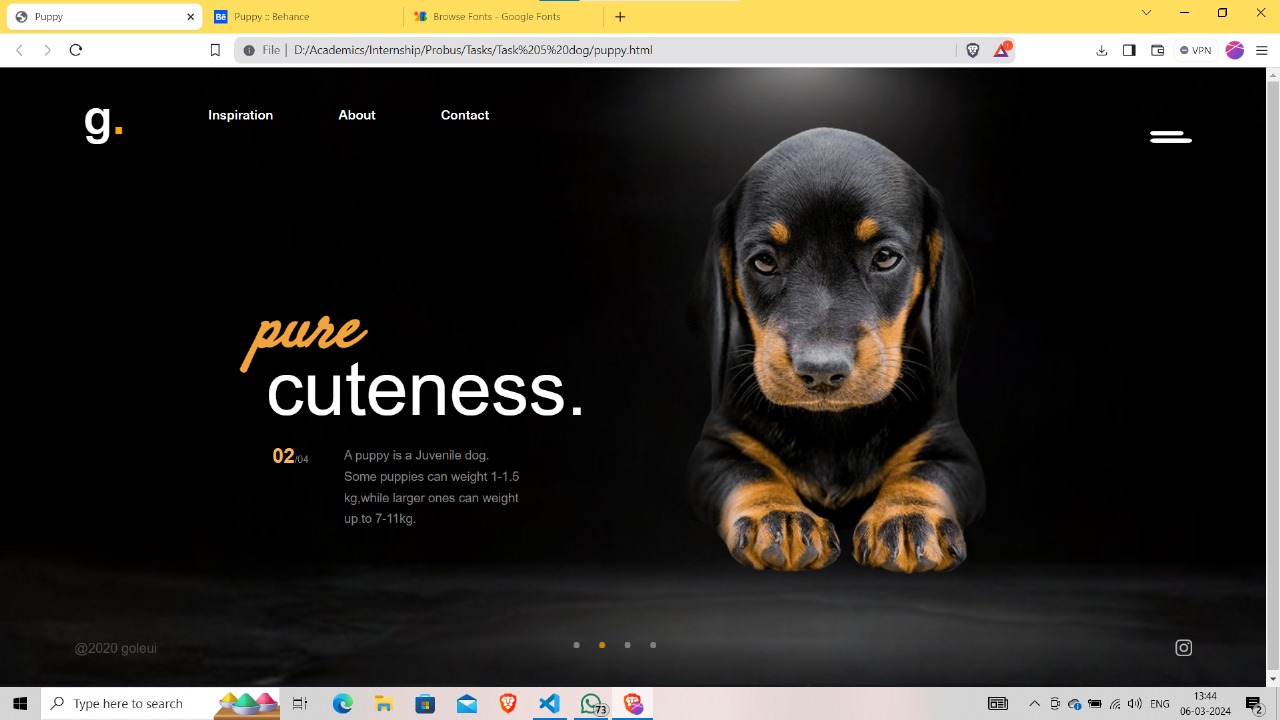 Puppy
Puppy :: Behance
Browse Fonts - Google Fonts
File | D:/Academics/Internship/Probus/Tasks/Task%205%20dog/puppy.html
VPN
g.
Inspiration About Contact
pure
cuteness.
02/04
A puppy is a Juvenile dog.
Some puppies can weight 1-1.5
kg,while larger ones can weight
up to 7-11kg.
@2020 goleui
Type here to search
73
ENG
13:44
06-03-2024
2